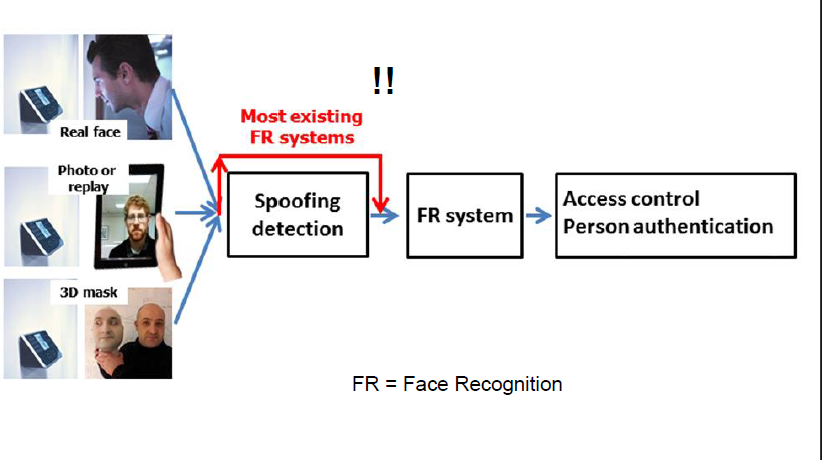 !!
Most existing
FR systems
Real face
Photo or
replay
Spoofing
detection
FR system
Access control
Person authentication
3D mask
FR = Face Recognition